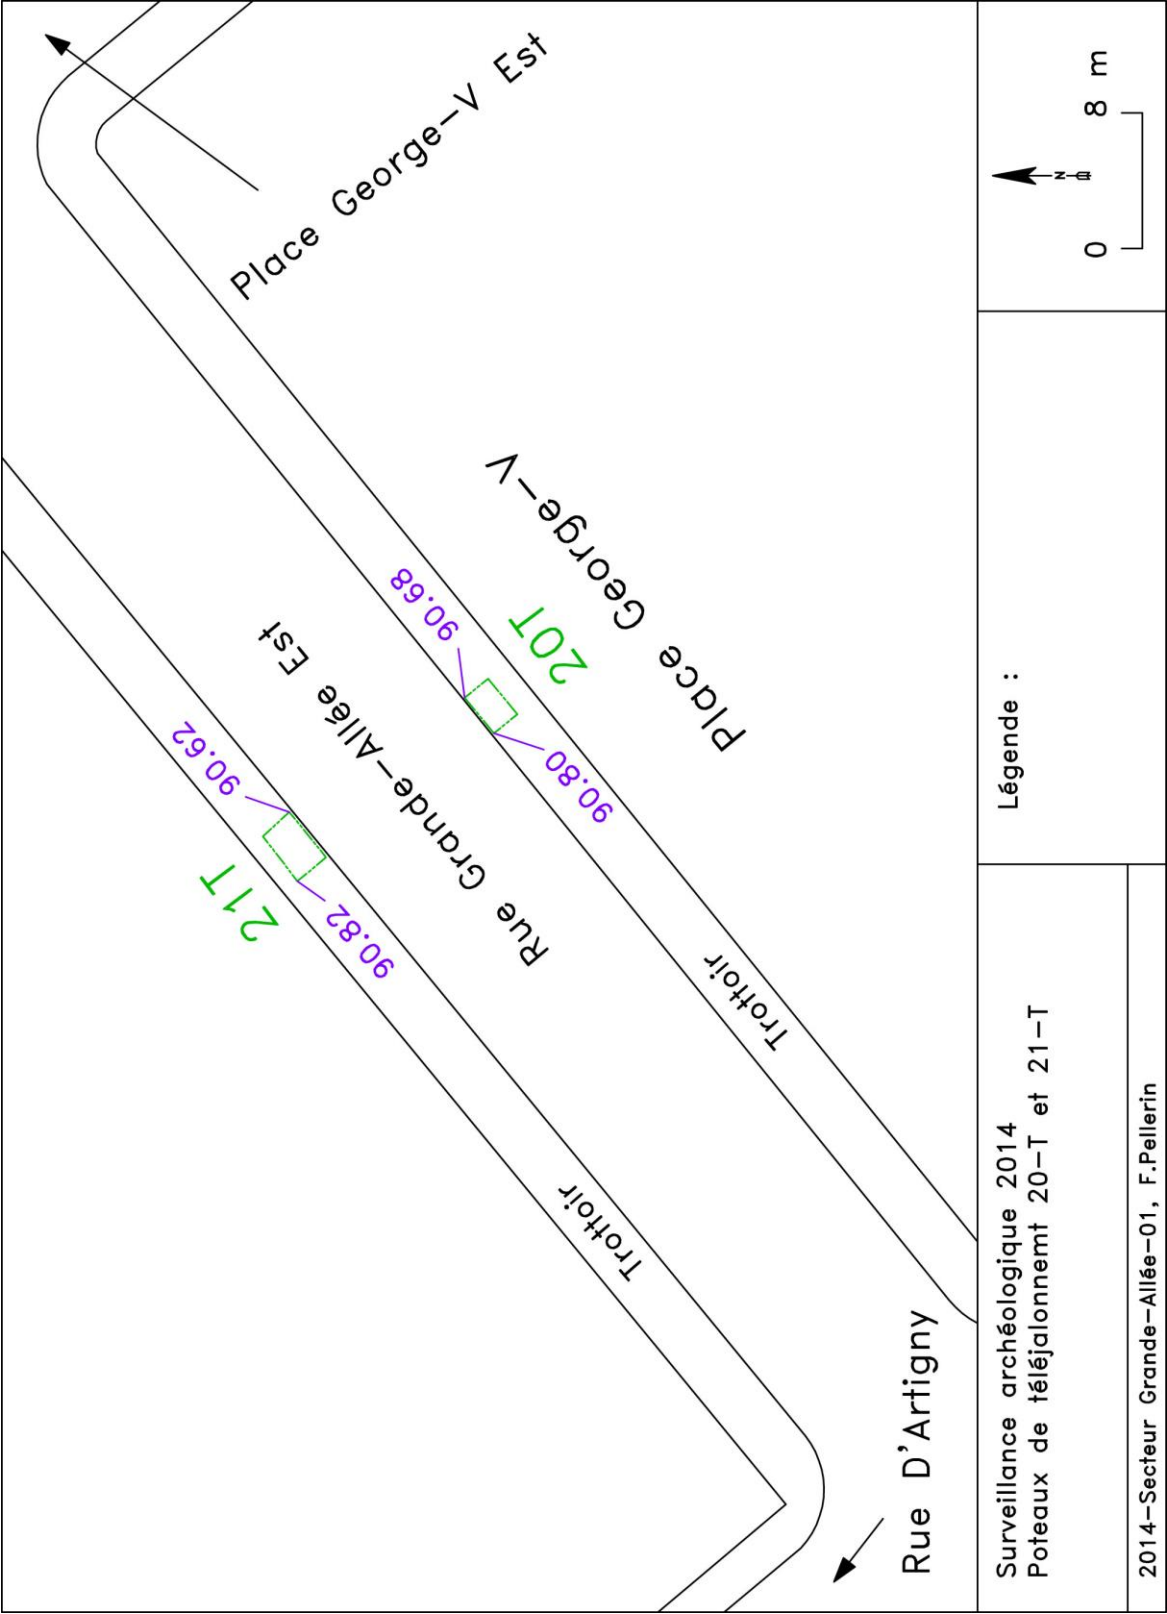 Place George-V Est
Place George-V
90.68
20T
90.80
Rue Grande-Allée Est
90.62
21T
90.82
Trottoir
Trottoir
Rue D'Artigny
Surveillance archéologique 2014
Poteaux de téléjalonnemt 20-T et 21-T
2014-Secteur Grande-Allée-01, F.Pellerin
Légende :
N
0 8 m